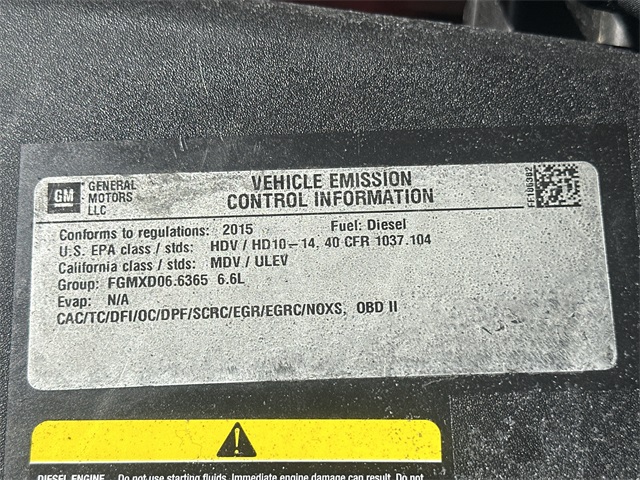 GM GENERAL MOTORS LLC
VEHICLE EMISSION
CONTROL INFORMATION
Conforms to regulations: 2015 Fuel: Diesel
U.S. EPA class / stds: HDV / HD10-14, 40 CFR 1037.104
California class / stds: MDV / ULEV
Group: FGMXD06.6365 6.6L
Evap: N/A
CAC/TC/DFI/OC/DPF/SCRC/EGR/EGRC/NOXS, OBD II
DIESEL ENGINE Do not use starting fluids. Immediate engine damage can result. Do not